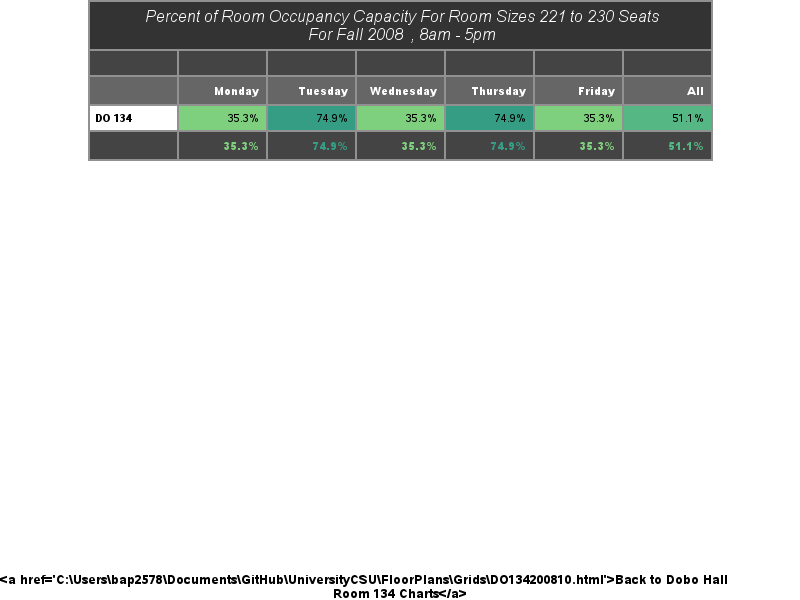 Percent of Room Occupancy Capacity For Room Sizes 221 to 230 Seats
For Fall 2008 , 8am - 5pm
Monday Tuesday Wednesday Thursday Friday All
DO 134 35.3% 74.9% 35.3% 74.9% 35.3% 51.1%
35.3% 74.9% 35.3% 74.9% 35.3% 51.1%
<a href='C:\Users\bap2578\Documents\GitHub\UniversityCSU\FloorPlans\Grids\DO134200810.html'>Back to Dobo Hall
Room 134 Charts</a>